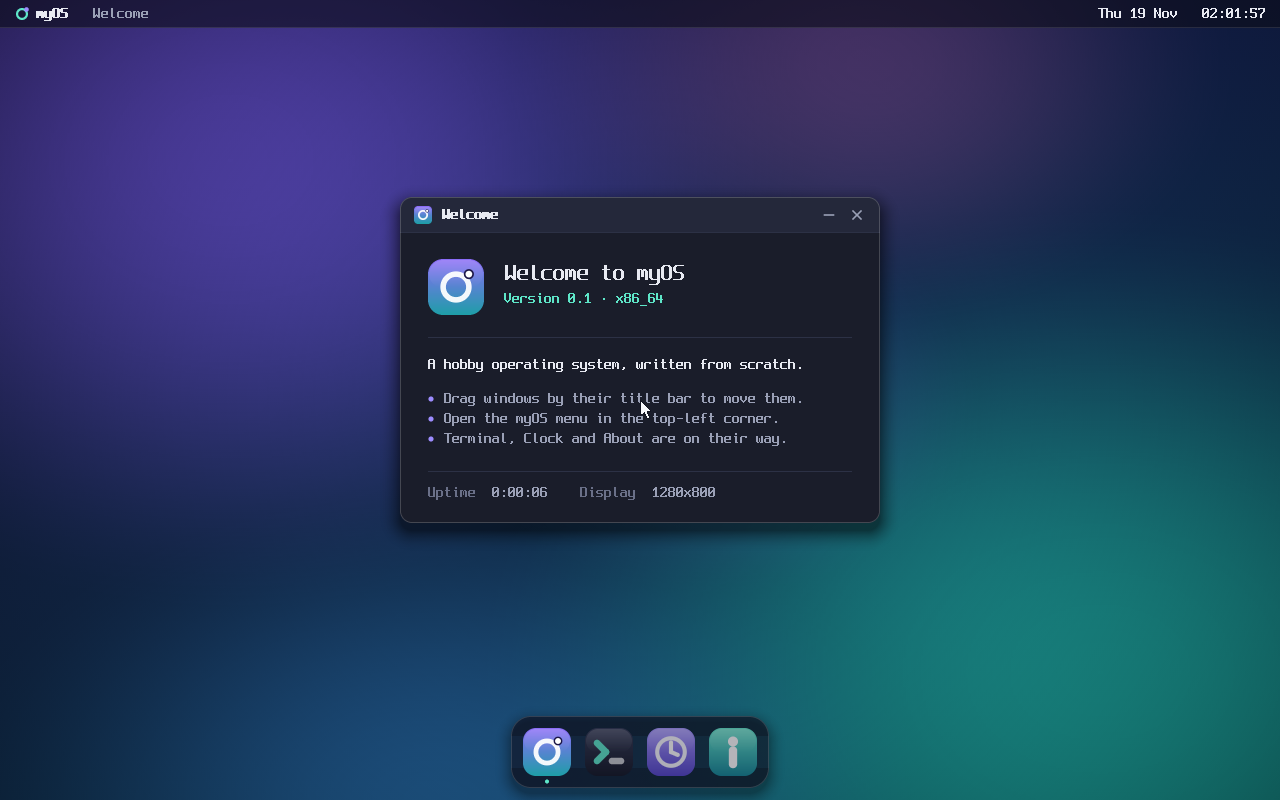 myOS Welcome Thu 19 Nov 02:01:57
Welcome
Welcome to myOS
Version 0.1 · x86_64
A hobby operating system, written from scratch.
• Drag windows by their title bar to move them.
• Open the myOS menu in the top-left corner.
• Terminal, Clock and About are on their way.
Uptime 0:00:06 Display 1280x800